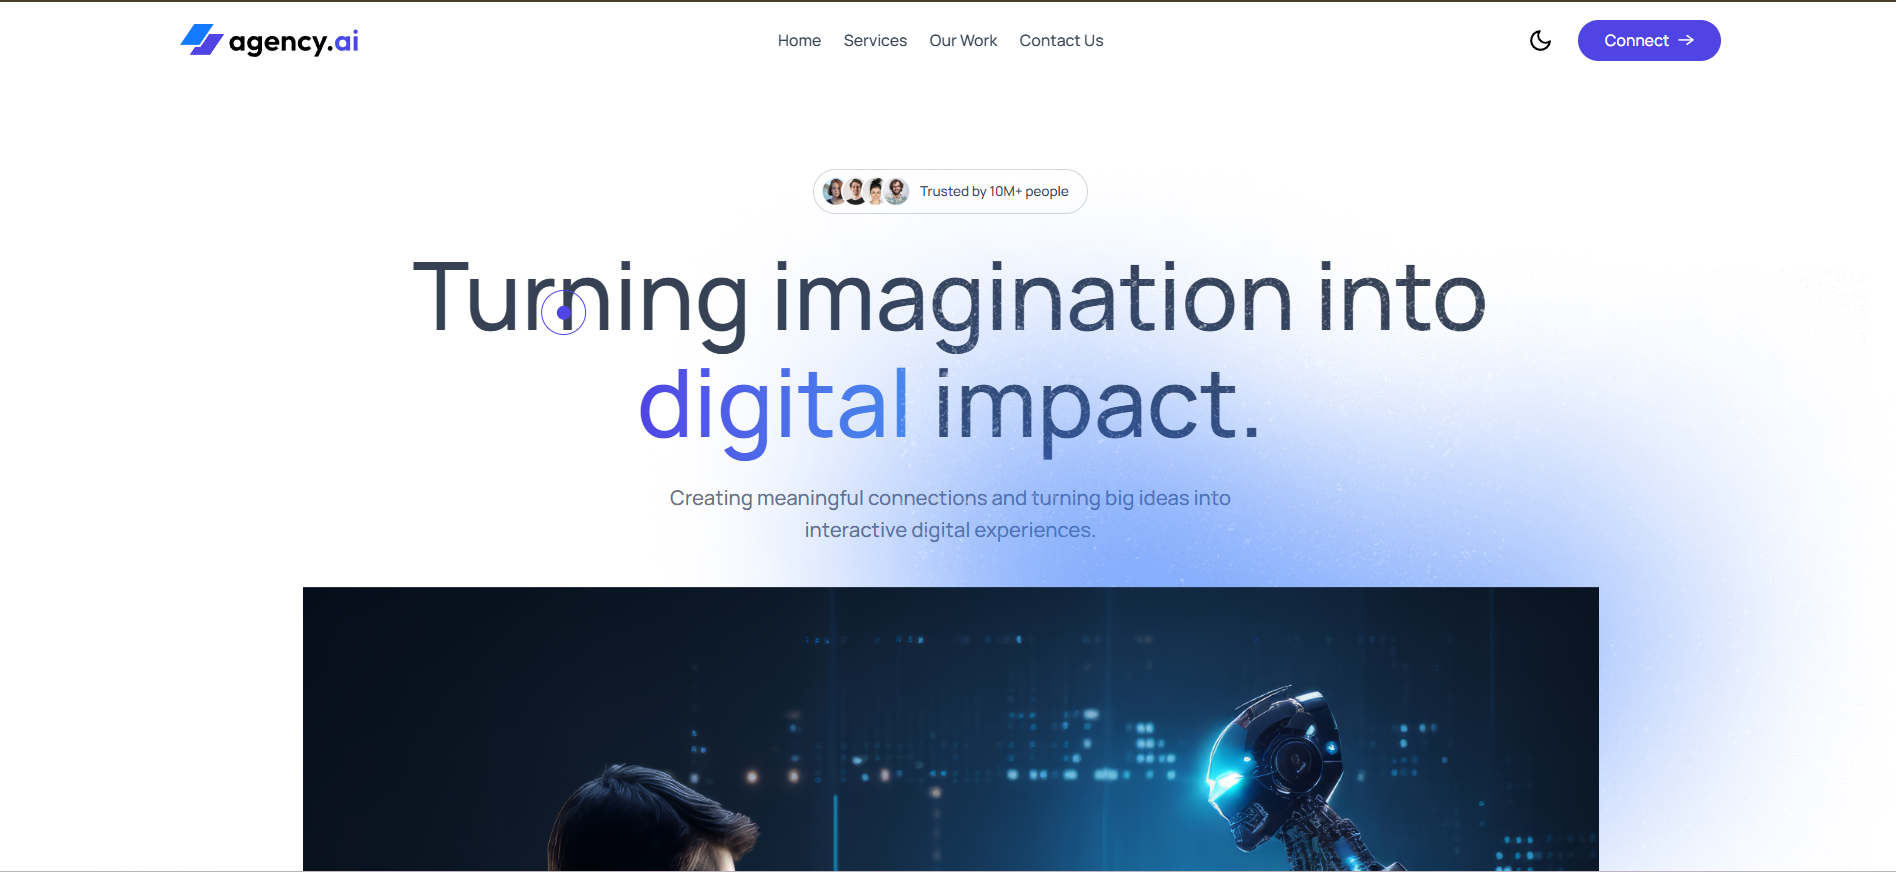 agency.ai
Home
Services
Our Work
Contact Us
Connect →
Trusted by 10M+ people
Turning imagination into
digital impact.
Creating meaningful connections and turning big ideas into
interactive digital experiences.